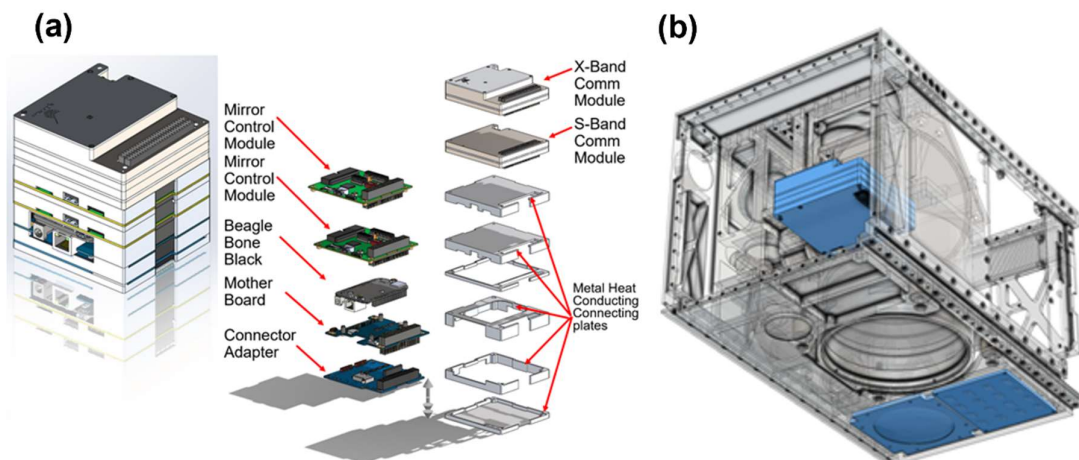 (a)
Mirror
Control
Module
Mirror
Control
Module
Beagle
Bone
Black
Mother
Board
Connector
Adapter
X-Band
Comm
Module
S-Band
Comm
Module
Metal Heat
Conducting
Connecting
plates
(b)